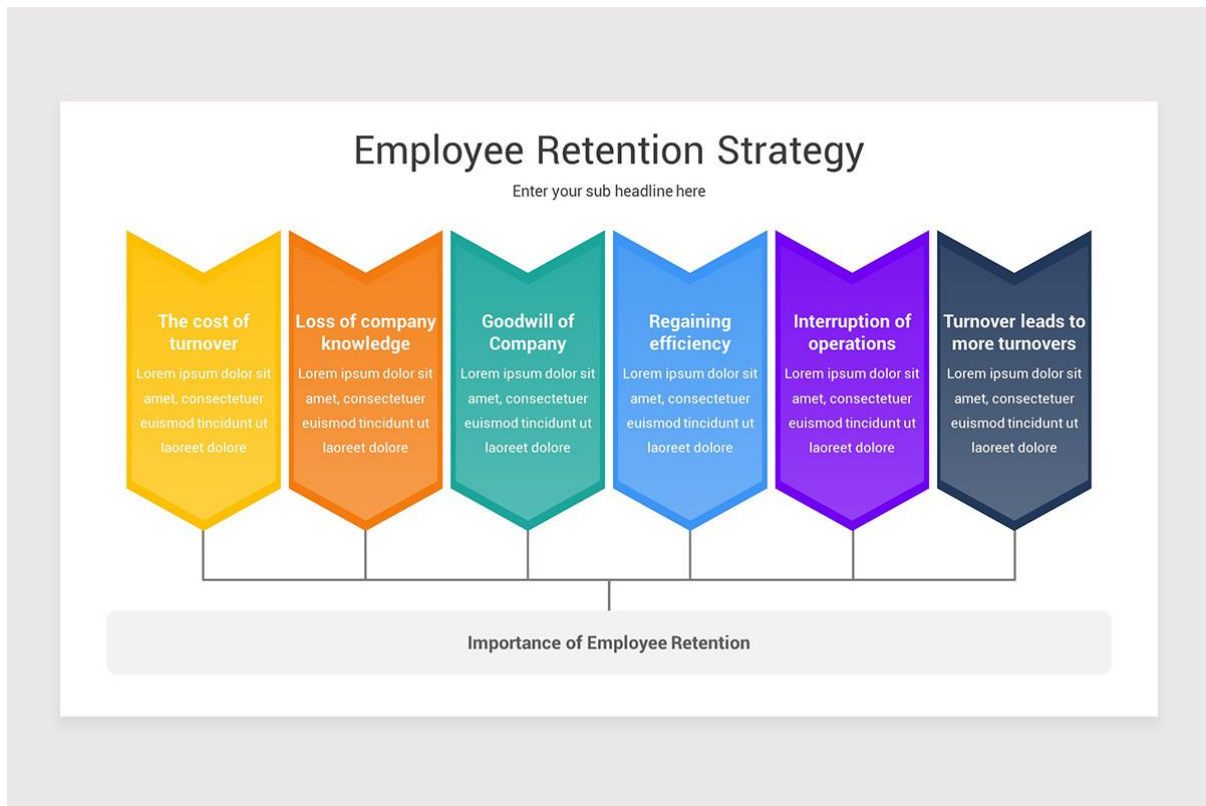 Employee Retention Strategy
Enter your sub headline here
The cost of
turnover
Lorem ipsum dolor sit
amet, consectetuer
euismod tincidunt ut
laoreet dolore
Loss of company
knowledge
Lorem ipsum dolor sit
amet, consectetuer
euismod tincidunt ut
laoreet dolore
Goodwill of
Company
Lorem ipsum dolor sit
amet, consectetuer
euismod tincidunt ut
laoreet dolore
Regaining
efficiency
Lorem ipsum dolor sit
amet, consectetuer
euismod tincidunt ut
laoreet dolore
Interruption of
operations
Lorem ipsum dolor sit
amet, consectetuer
euismod tincidunt ut
laoreet dolore
Turnover leads to
more turnovers
Lorem ipsum dolor sit
amet, consectetuer
euismod tincidunt ut
laoreet dolore
Importance of Employee Retention